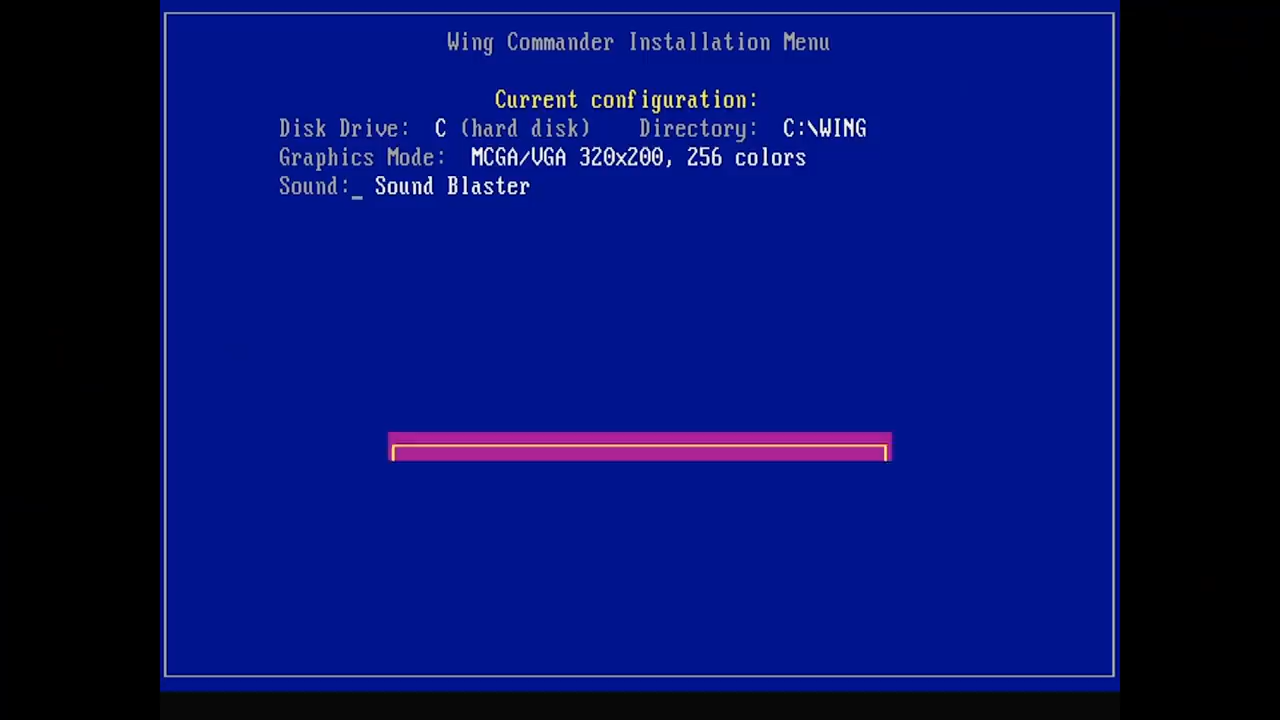 Wing Commander Installation Menu
Current configuration:
Disk Drive: C (hard disk) Directory: C:\WING
Graphics Mode: MCGA/VGA 320x200, 256 colors
Sound:_ Sound Blaster